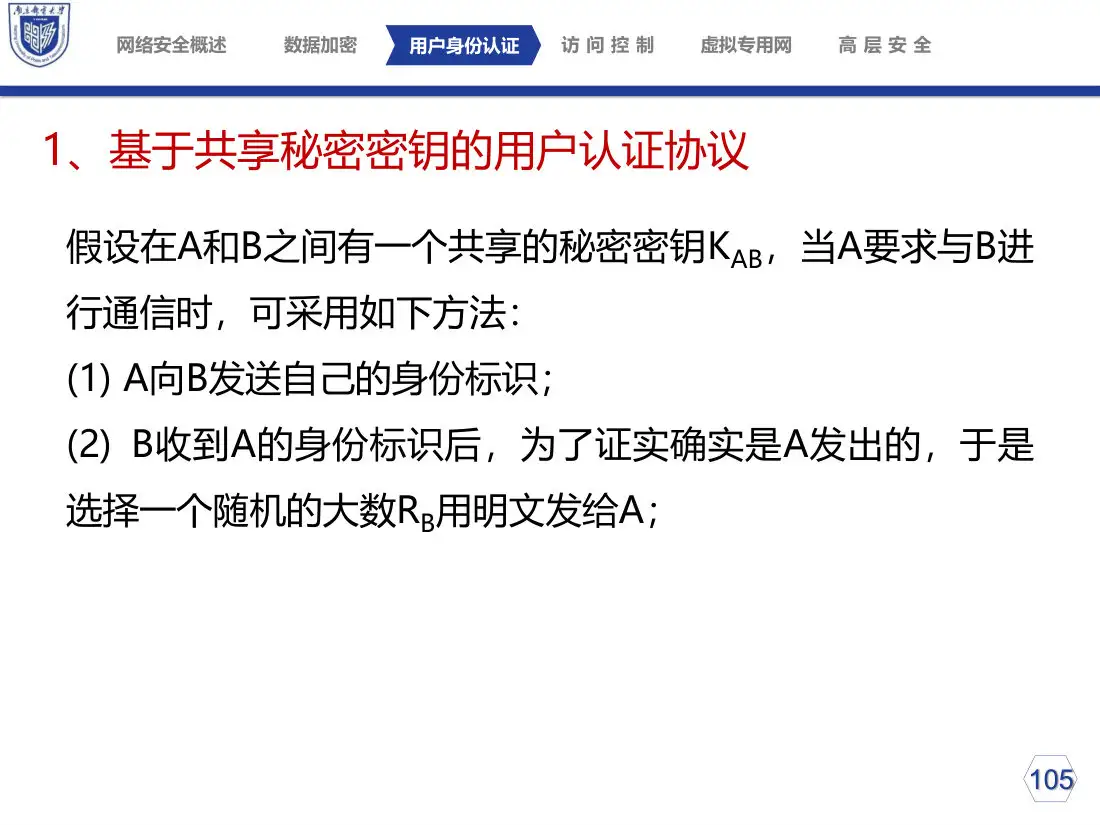 网络安全概述
数据加密
用户身份认证
访问控制
虚拟专用网
高层安全
1、基于共享秘密密钥的用户认证协议
假设在A和B之间有一个共享的秘密密钥KAB，当A要求与B进
行通信时，可采用如下方法：
(1) A向B发送自己的身份标识；
(2) B收到A的身份标识后，为了证实确实是A发出的，于是
选择一个随机的大数RB用明文发给A；
105